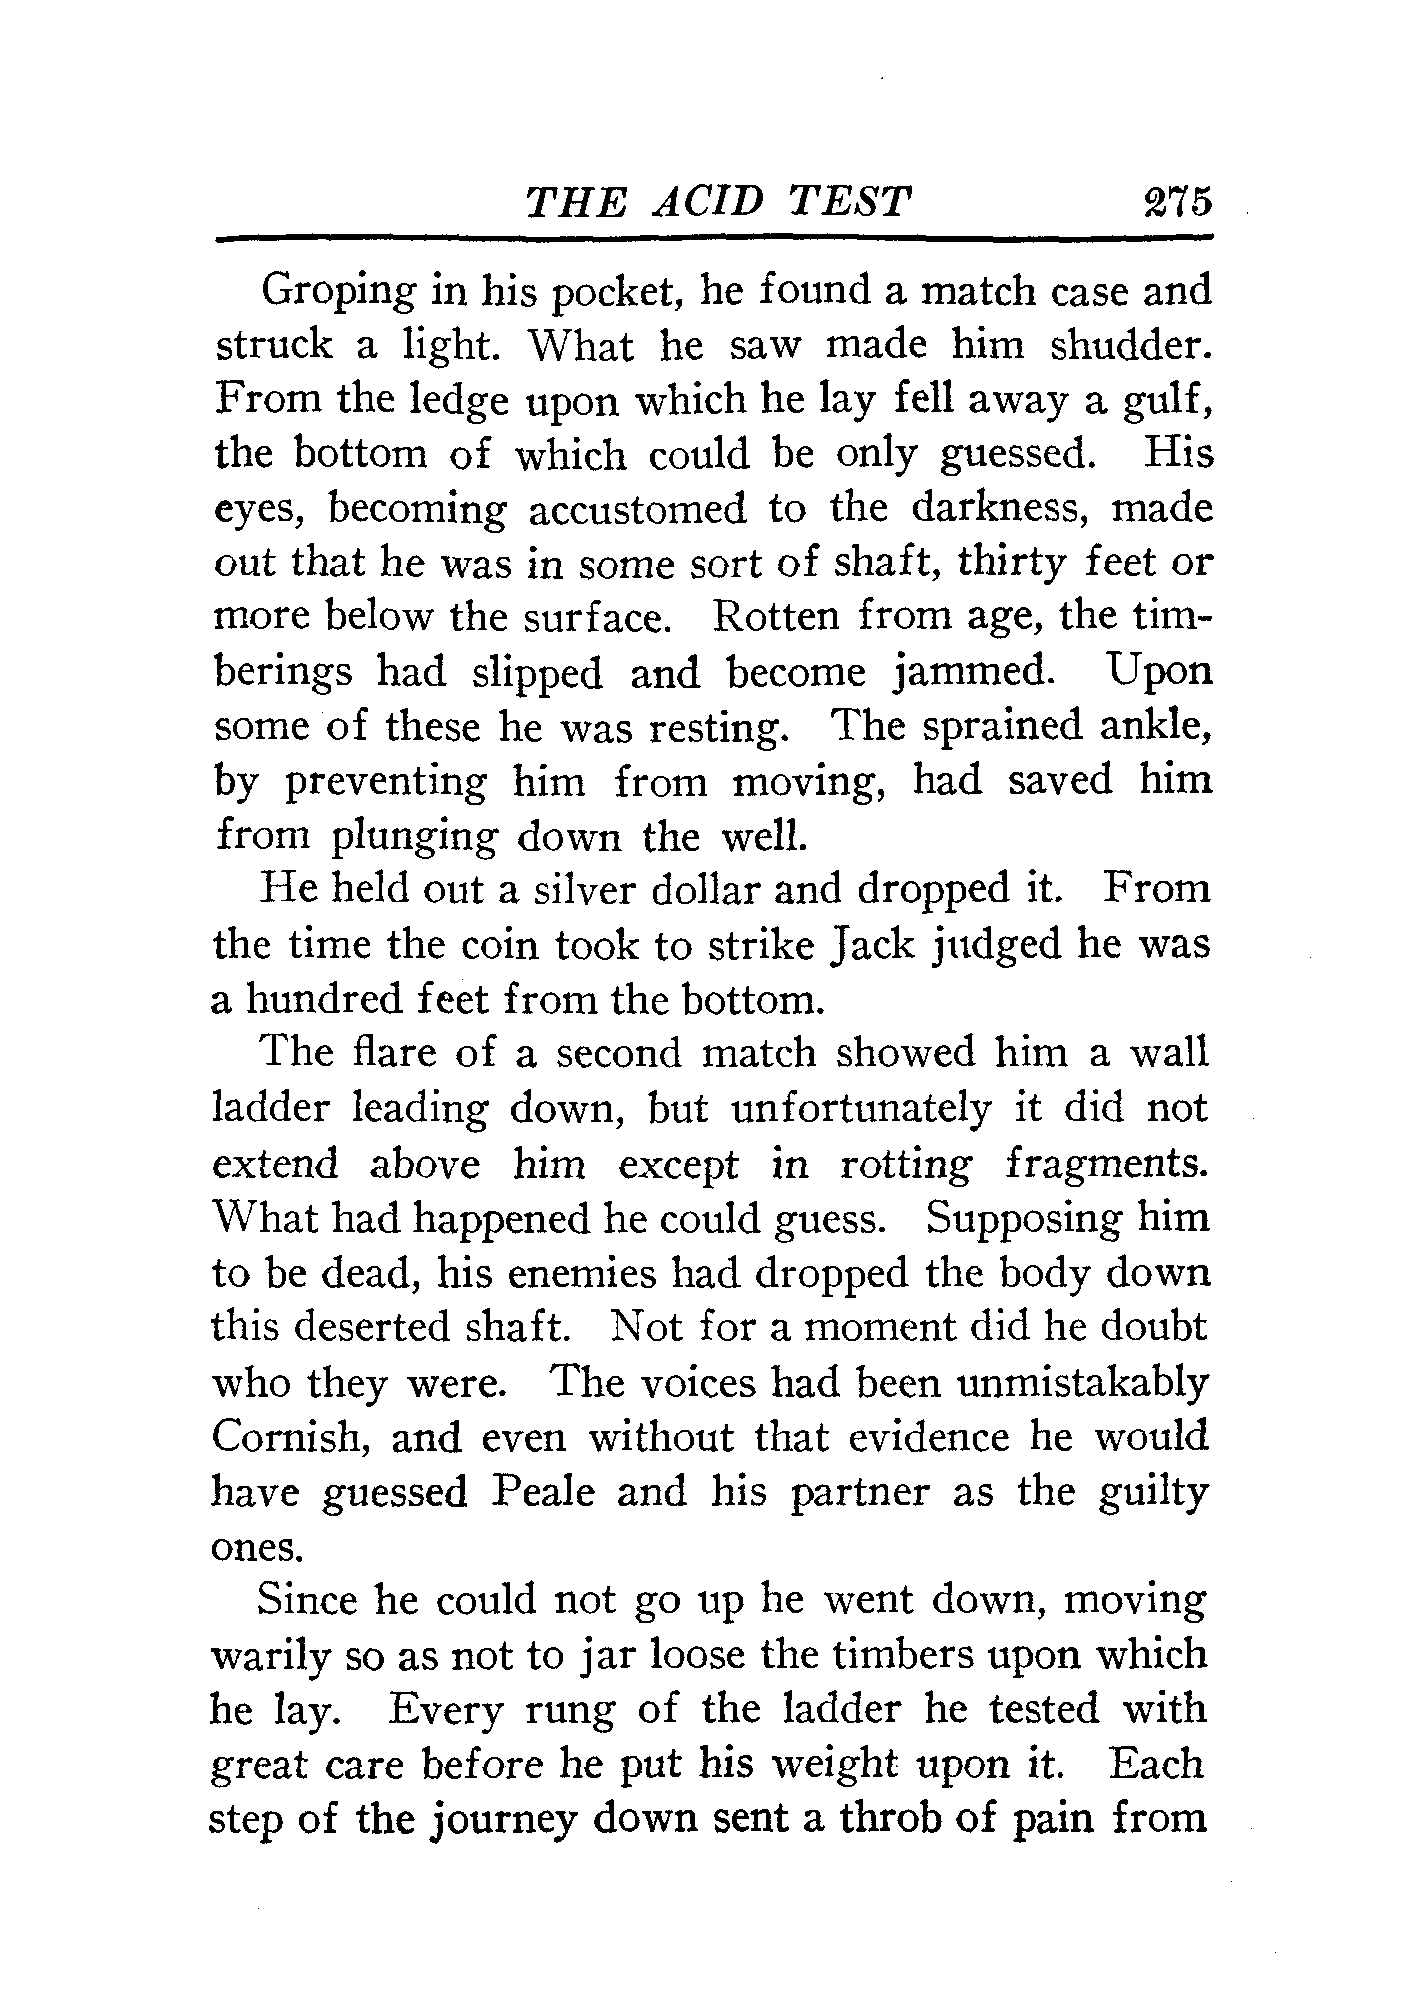 THE ACID TEST 275
Groping in his pocket, he found a match case and
struck a light. What he saw made him shudder.
From the ledge upon which he lay fell away a gulf,
the bottom of which could be only guessed. His
eyes, becoming accustomed to the darkness, made
out that he was in some sort of shaft, thirty feet or
more below the surface. Rotten from age, the tim-
berings had slipped and become jammed. Upon
some of these he was resting. The sprained ankle,
by preventing him from moving, had saved him
from plunging down the well.
He held out a silver dollar and dropped it. From
the time the coin took to strike Jack judged he was
a hundred feet from the bottom.
The flare of a second match showed him a wall
ladder leading down, but unfortunately it did not
extend above him except in rotting fragments.
What had happened he could guess. Supposing him
to be dead, his enemies had dropped the body down
this deserted shaft. Not for a moment did he doubt
who they were. The voices had been unmistakably
Cornish, and even without that evidence he would
have guessed Peale and his partner as the guilty
ones.
Since he could not go up he went down, moving
warily so as not to jar loose the timbers upon which
he lay. Every rung of the ladder he tested with
great care before he put his weight upon it. Each
step of the journey down sent a throb of pain from